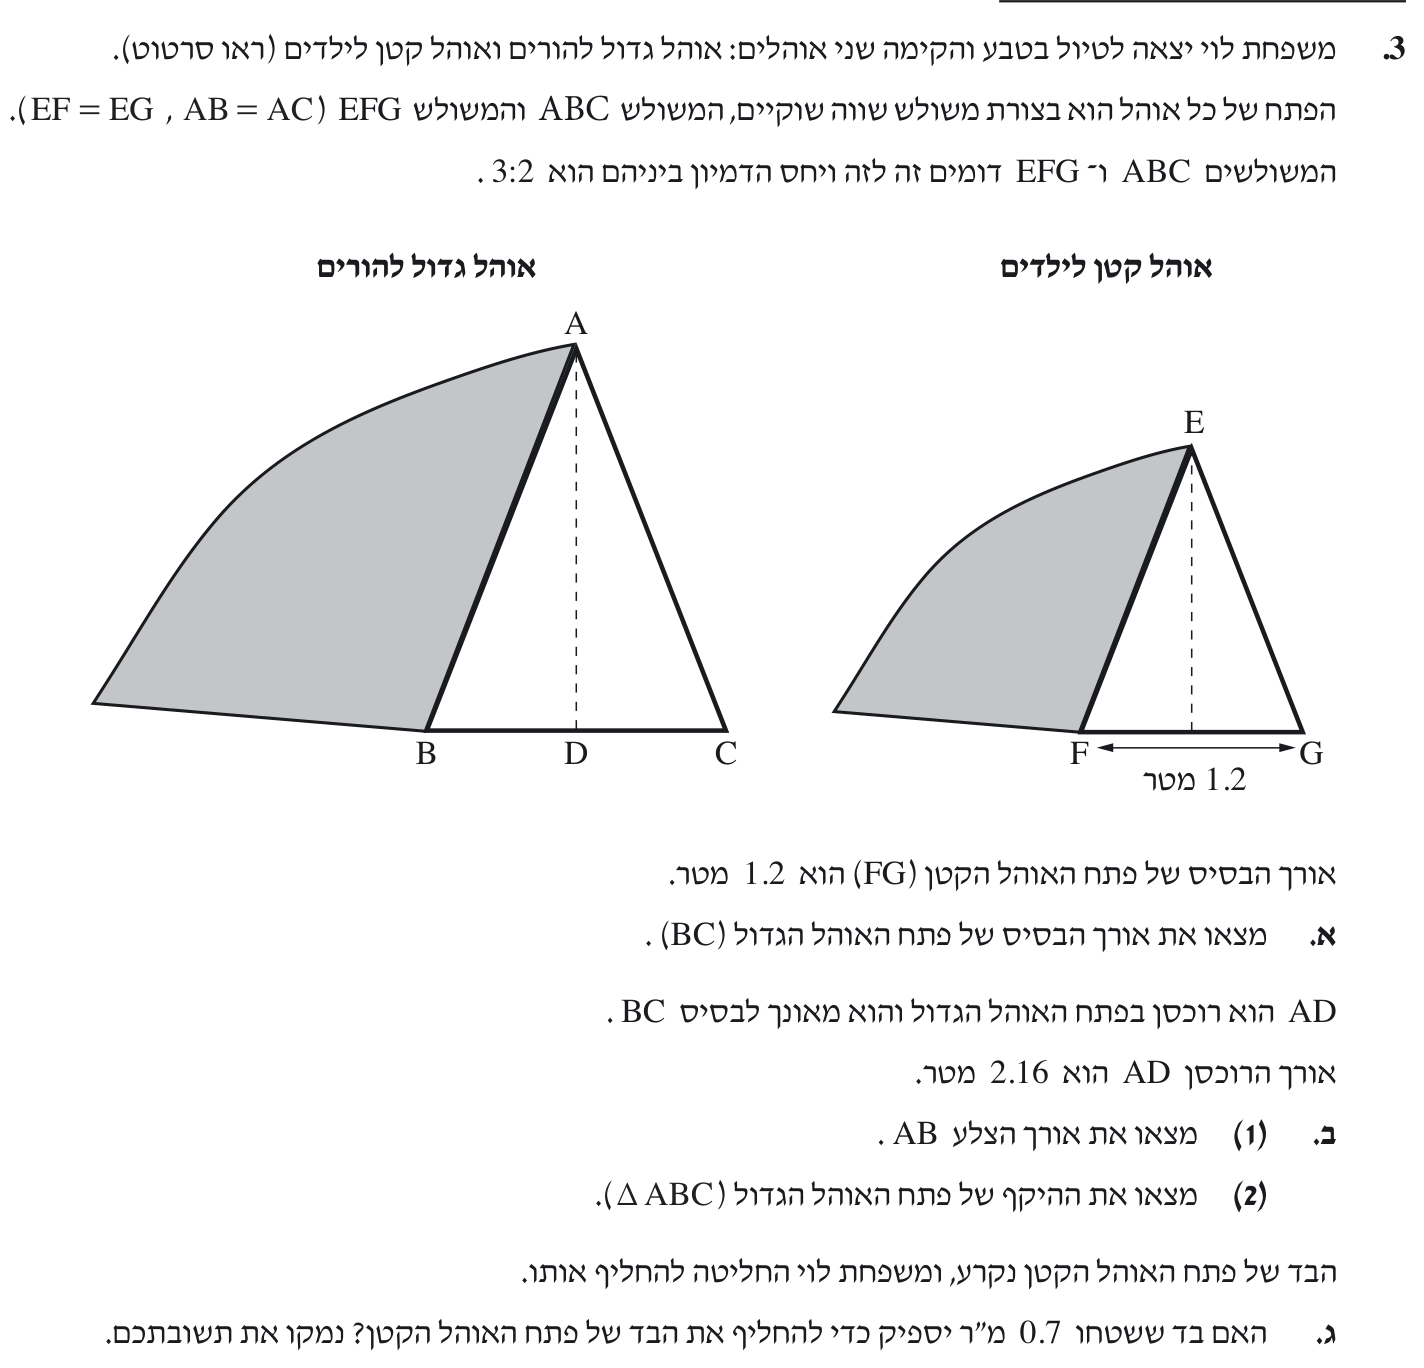 3. משפחת לוי יצאה לטיול בטבע והקימה שני אוהלים: אוהל גדול להורים ואוהל קטן לילדים (ראו סרטוט).
הפתח של כל אוהל הוא בצורת משולש שווה שוקיים, המשולש ABC והמשולש EFG (EF = EG , AB = AC).
המשולשים ABC ו־ EFG דומים זה לזה ויחס הדמיון ביניהם הוא 3:2 .
אוהל קטן לילדים
אוהל גדול להורים
A
E
B
D
C
F
G
1.2 מטר
אורך הבסיס של פתח האוהל הקטן (FG) הוא 1.2 מטר.
א. מצאו את אורך הבסיס של פתח האוהל הגדול (BC) .
AD הוא רוכסן בפתח האוהל הגדול והוא מאונך לבסיס BC .
אורך הרוכסן AD הוא 2.16 מטר.
ב. (1) מצאו את אורך הצלע AB .
(2) מצאו את ההיקף של פתח האוהל הגדול (Δ ABC).
הבד של פתח האוהל הקטן נקרע, ומשפחת לוי החליטה להחליף אותו.
ג. האם בד ששטחו 0.7 מ"ר יספיק כדי להחליף את הבד של פתח האוהל הקטן? נמקו את תשובתכם.